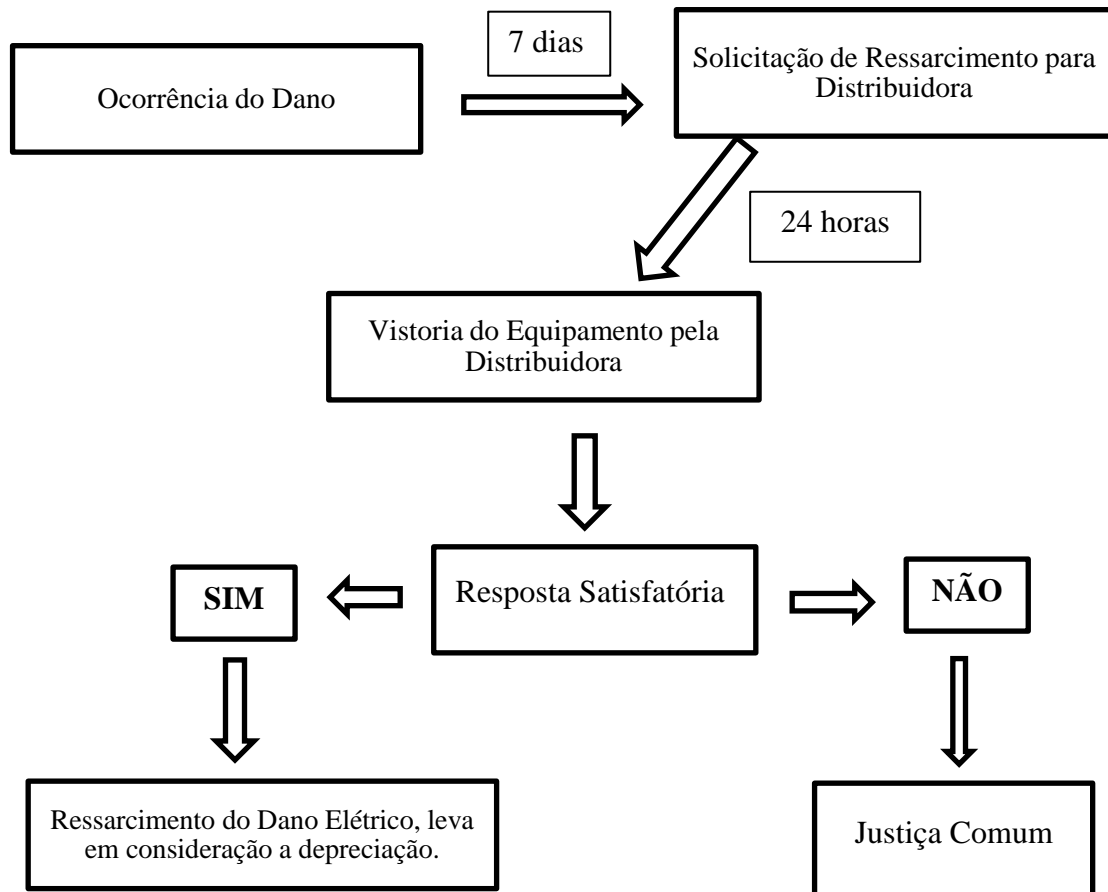 7 dias
Solicitação de Ressarcimento para
Distribuidora
Ocorrência do Dano
24 horas
Vistoria do Equipamento pela
Distribuidora
Resposta Satisfatória
SIM
NÃO
Ressarcimento do Dano Elétrico, leva
em consideração a depreciação.
Justiça Comum